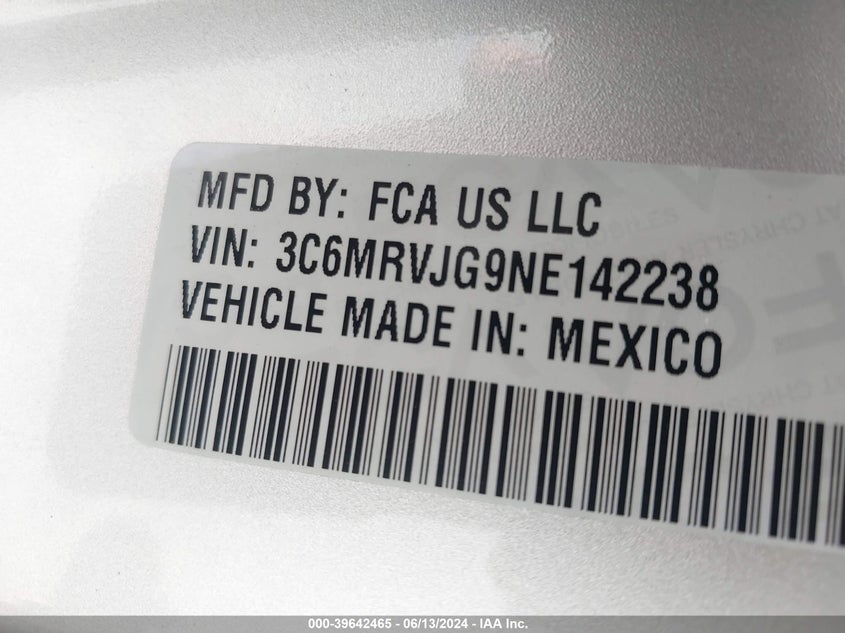 MFD BY: FCA US LLC
VIN: 3C6MRVJG9NE142238
VEHICLE MADE IN: MEXICO
000-39642465 - 06/13/2024 - IAA Inc.